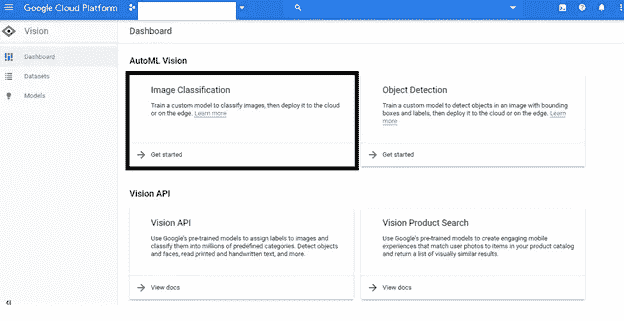 Google Cloud Platform
Vision
Dashboard
Dashboard
Datasets
Models
AutoML Vision
Image Classification
Train a custom model to classify images, then deploy it to the cloud
or on the edge. Learn more
Get started
Object Detection
Train a custom model to detect objects in an image with bounding
boxes and labels, then deploy it to the cloud or on the edge. Learn
more
Get started
Vision API
Vision API
Use Google's pre-trained models to assign labels to images and
classify them into millions of predefined categories. Detect objects
and faces, read printed and handwritten text, and more.
View docs
Vision Product Search
Use Google's pre-trained models to create engaging mobile
experiences that match user photos to items in your product catalog
and return a list of visually similar results
View docs